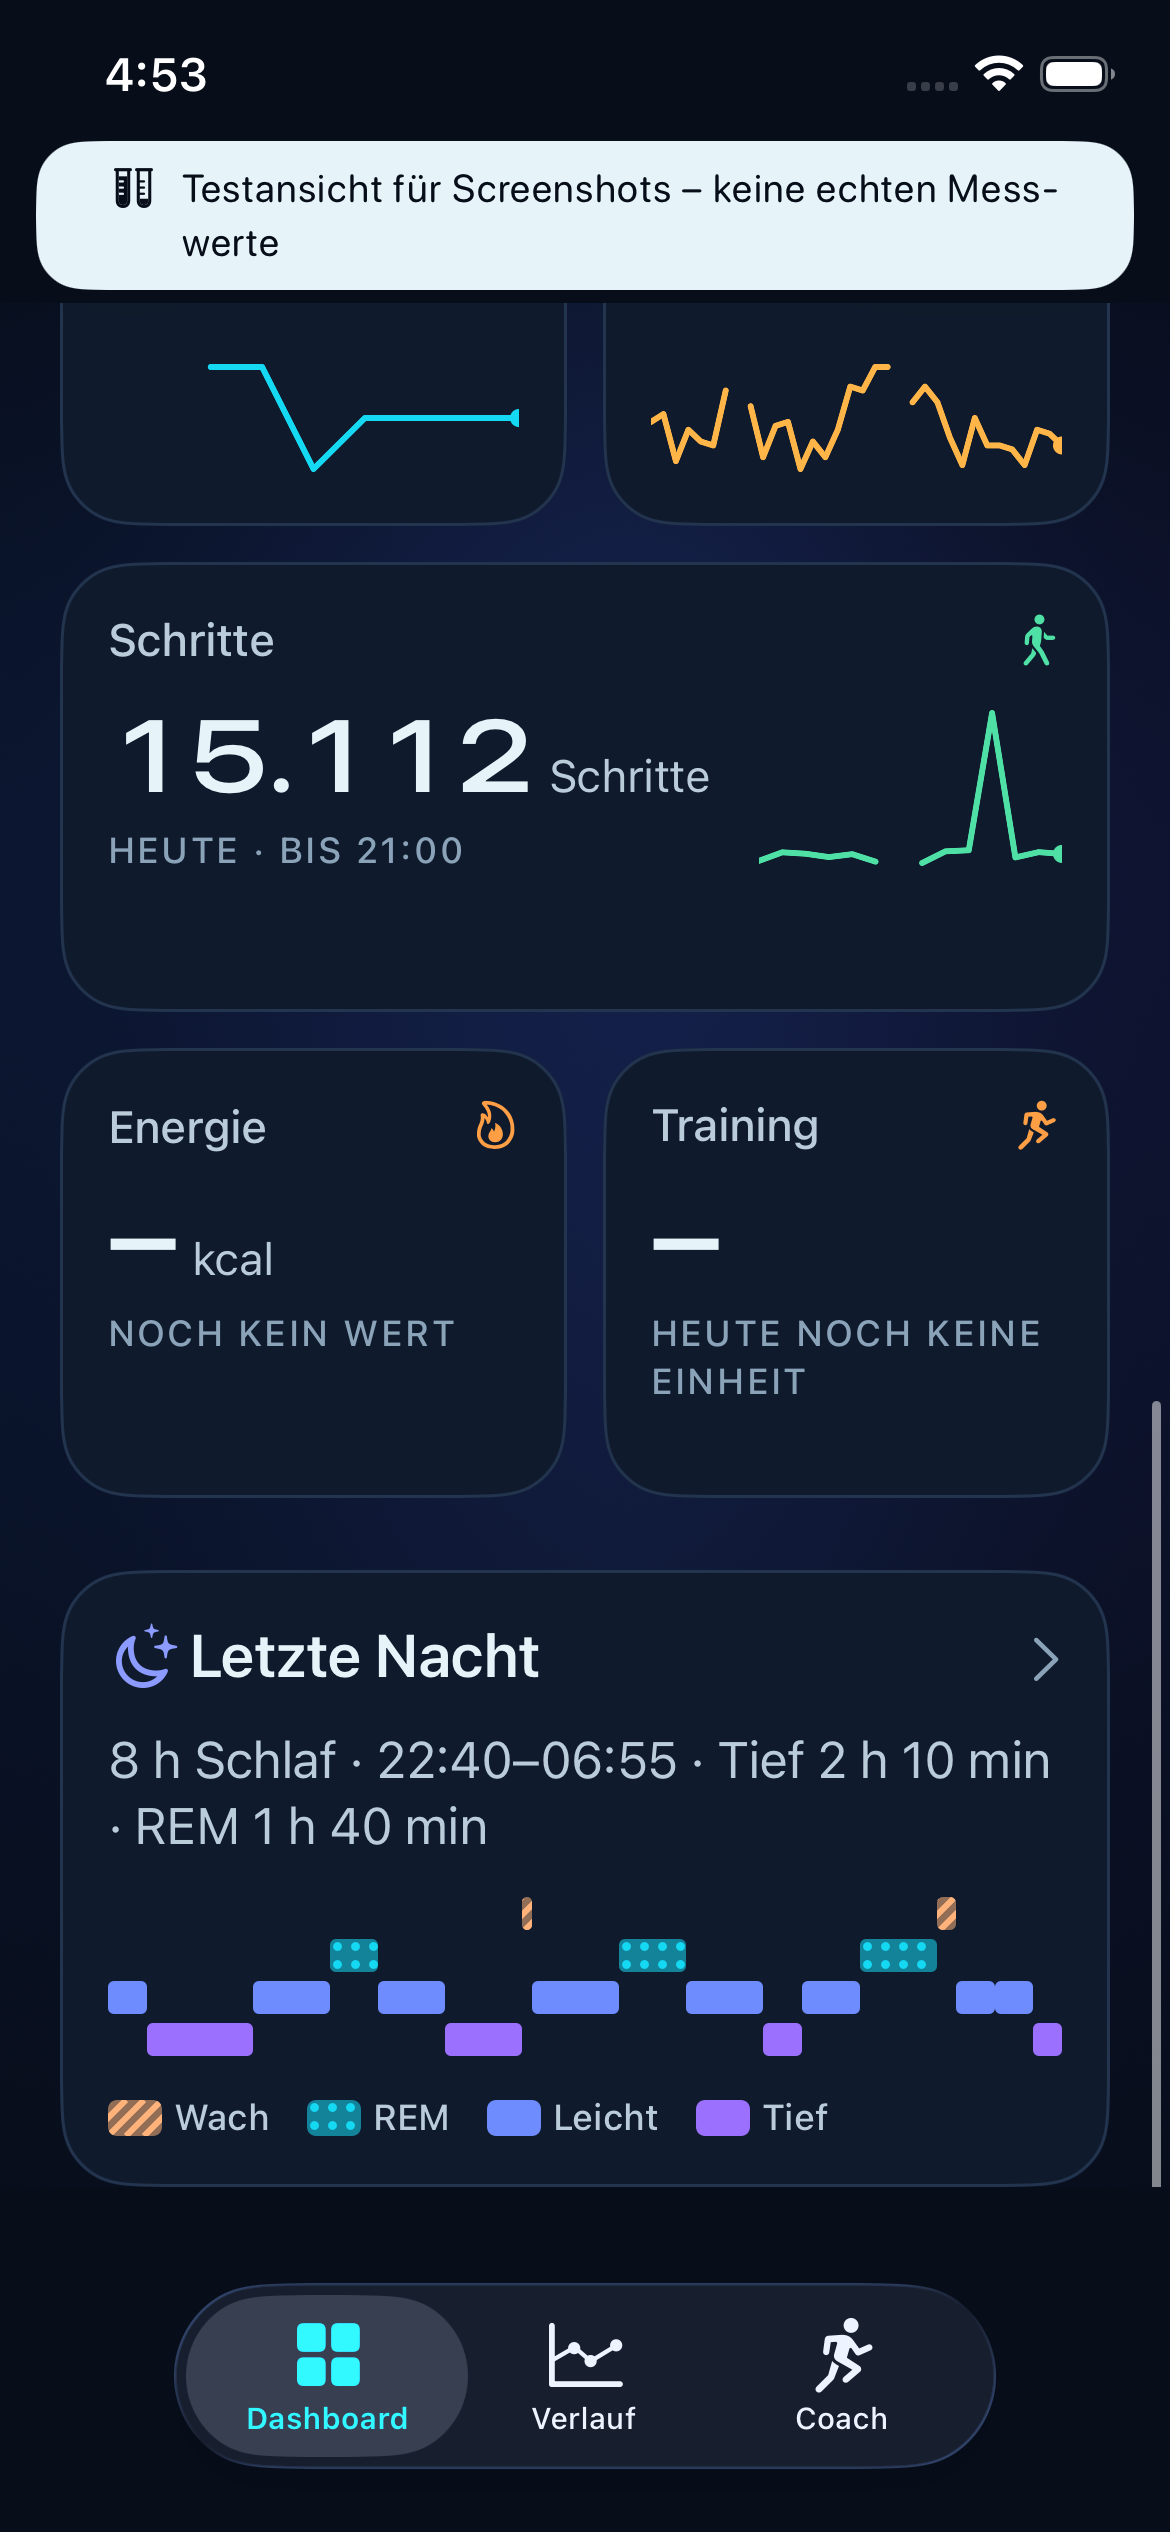 4:53
Testansicht für Screenshots – keine echten Mess-
werte
Schritte
15.112 Schritte
HEUTE · BIS 21:00
Energie
Training
— kcal
—
NOCH KEIN WERT
HEUTE NOCH KEINE
EINHEIT
Letzte Nacht
8 h Schlaf · 22:40–06:55 · Tief 2 h 10 min
· REM 1 h 40 min
Wach REM Leicht Tief
Dashboard Verlauf Coach